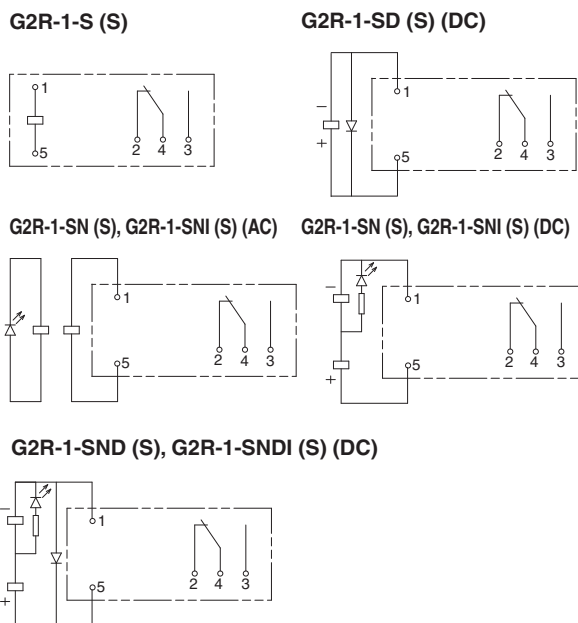 G2R-1-S (S)
G2R-1-SD (S) (DC)
1
5
2 4 3
−
+
1
5
2 4 3
G2R-1-SN (S), G2R-1-SNI (S) (AC)
G2R-1-SN (S), G2R-1-SNI (S) (DC)
1
5
2 4 3
−
+
1
5
2 4 3
G2R-1-SND (S), G2R-1-SNDI (S) (DC)
−
+
1
5
2 4 3